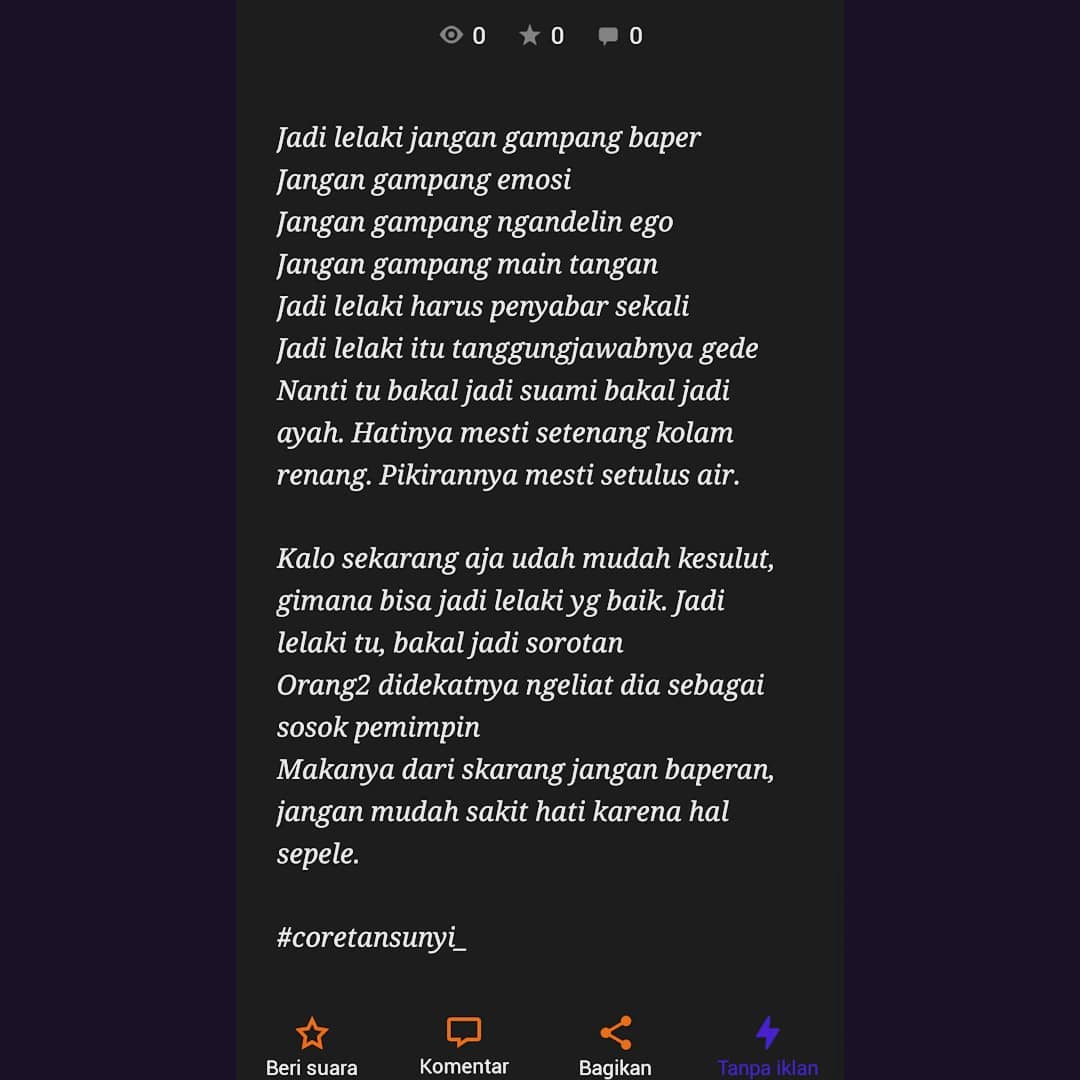 0 0 0
Jadi lelaki jangan gampang baper
Jangan gampang emosi
Jangan gampang ngandelin ego
Jangan gampang main tangan
Jadi lelaki harus penyabar sekali
Jadi lelaki itu tanggungjawabnya gede
Nanti tu bakal jadi suami bakal jadi
ayah. Hatinya mesti setenang kolam
renang. Pikirannya mesti setulus air.
Kalo sekarang aja udah mudah kesulut,
gimana bisa jadi lelaki yg baik. Jadi
lelaki tu, bakal jadi sorotan
Orang2 didekatnya ngeliat dia sebagai
sosok pemimpin
Makanya dari skarang jangan baperan,
jangan mudah sakit hati karena hal
sepele.
#coretansunyi_
Beri suara Komentar Bagikan Tanpa iklan